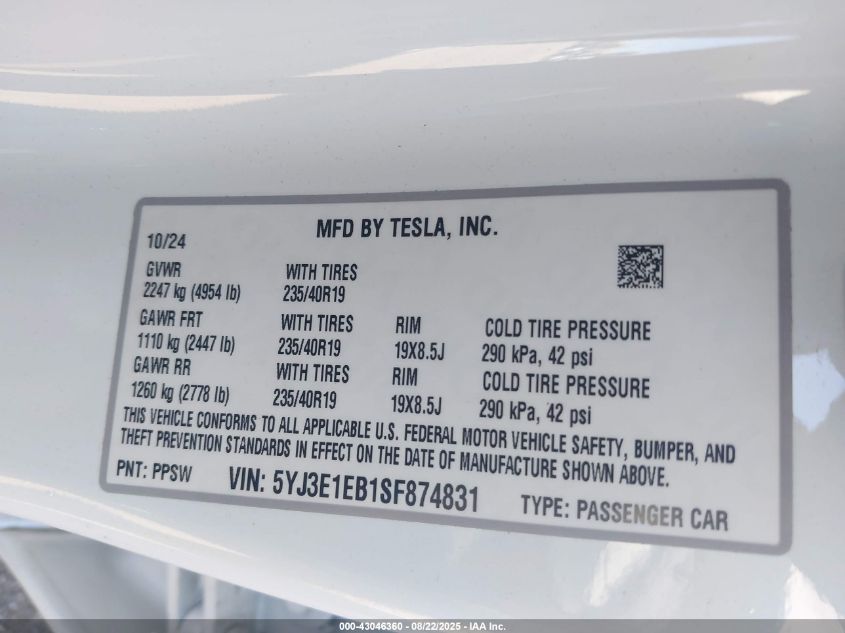 MFD BY TESLA, INC.
10/24
GVWR WITH TIRES
2247 kg (4954 lb) 235/40R19
GAWR FRT WITH TIRES RIM COLD TIRE PRESSURE
1110 kg (2447 lb) 235/40R19 19X8.5J 290 kPa, 42 psi
GAWR RR WITH TIRES RIM COLD TIRE PRESSURE
1260 kg (2778 lb) 235/40R19 19X8.5J 290 kPa, 42 psi
THIS VEHICLE CONFORMS TO ALL APPLICABLE U.S. FEDERAL MOTOR VEHICLE SAFETY, BUMPER, AND
THEFT PREVENTION STANDARDS IN EFFECT ON THE DATE OF MANUFACTURE SHOWN ABOVE.
PNT: PPSW VIN: 5YJ3E1EB1SF874831 TYPE: PASSENGER CAR
000-43046360 - 08/22/2025 - IAA Inc.